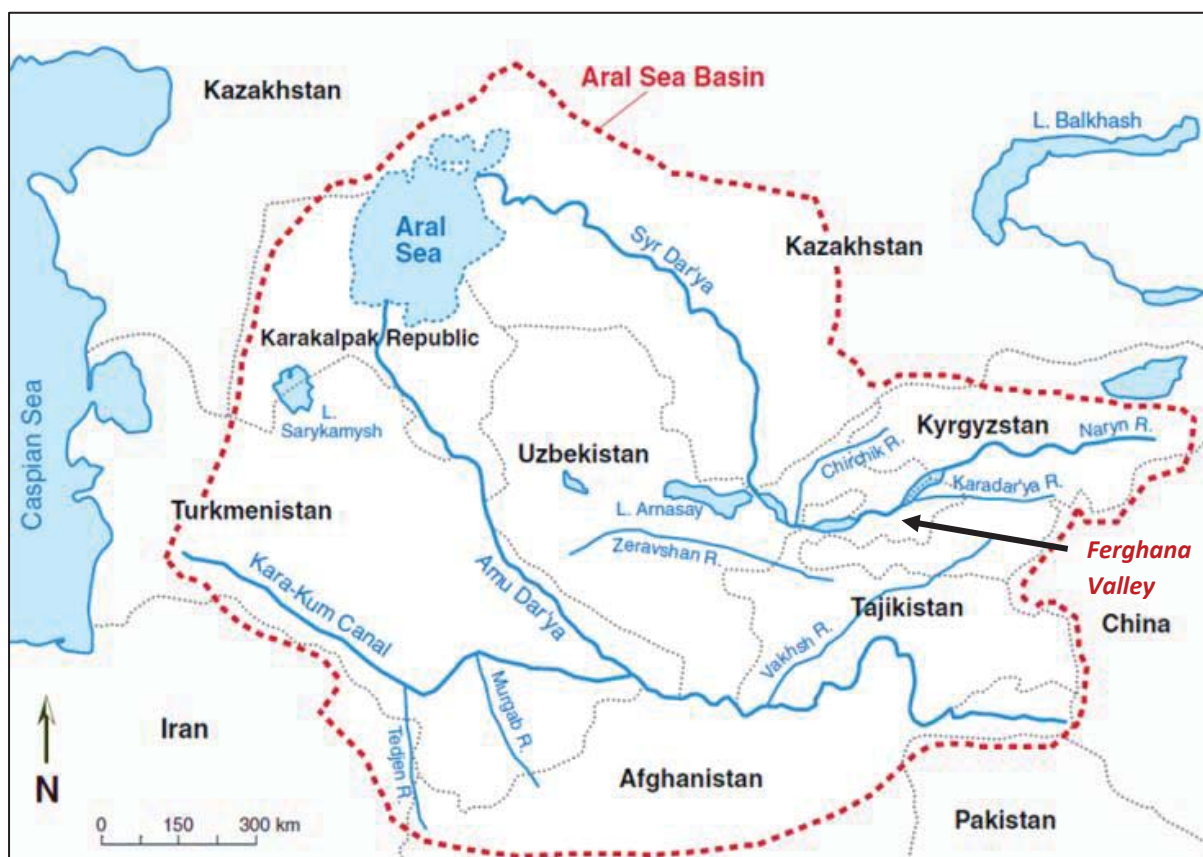 Aral Sea Basin
Kazakhstan
L. Balkhash
Aral
Sea
Syr Dar'ya
Kazakhstan
Caspian Sea
Karakalpak Republic
L.
Sarykamysh
Uzbekistan
Chirchik R.
Kyrgyzstan
Naryn R.
Karadar'ya R.
L. Arnasay
Turkmenistan
Zeravshan R.
Ferghana
Valley
Kara-Kum Canal
Amu Dar'ya
Tajikistan
China
Vakhsh R.
Murgab R.
Iran
Tedjen R.
Afghanistan
Pakistan
N
0 150 300 km